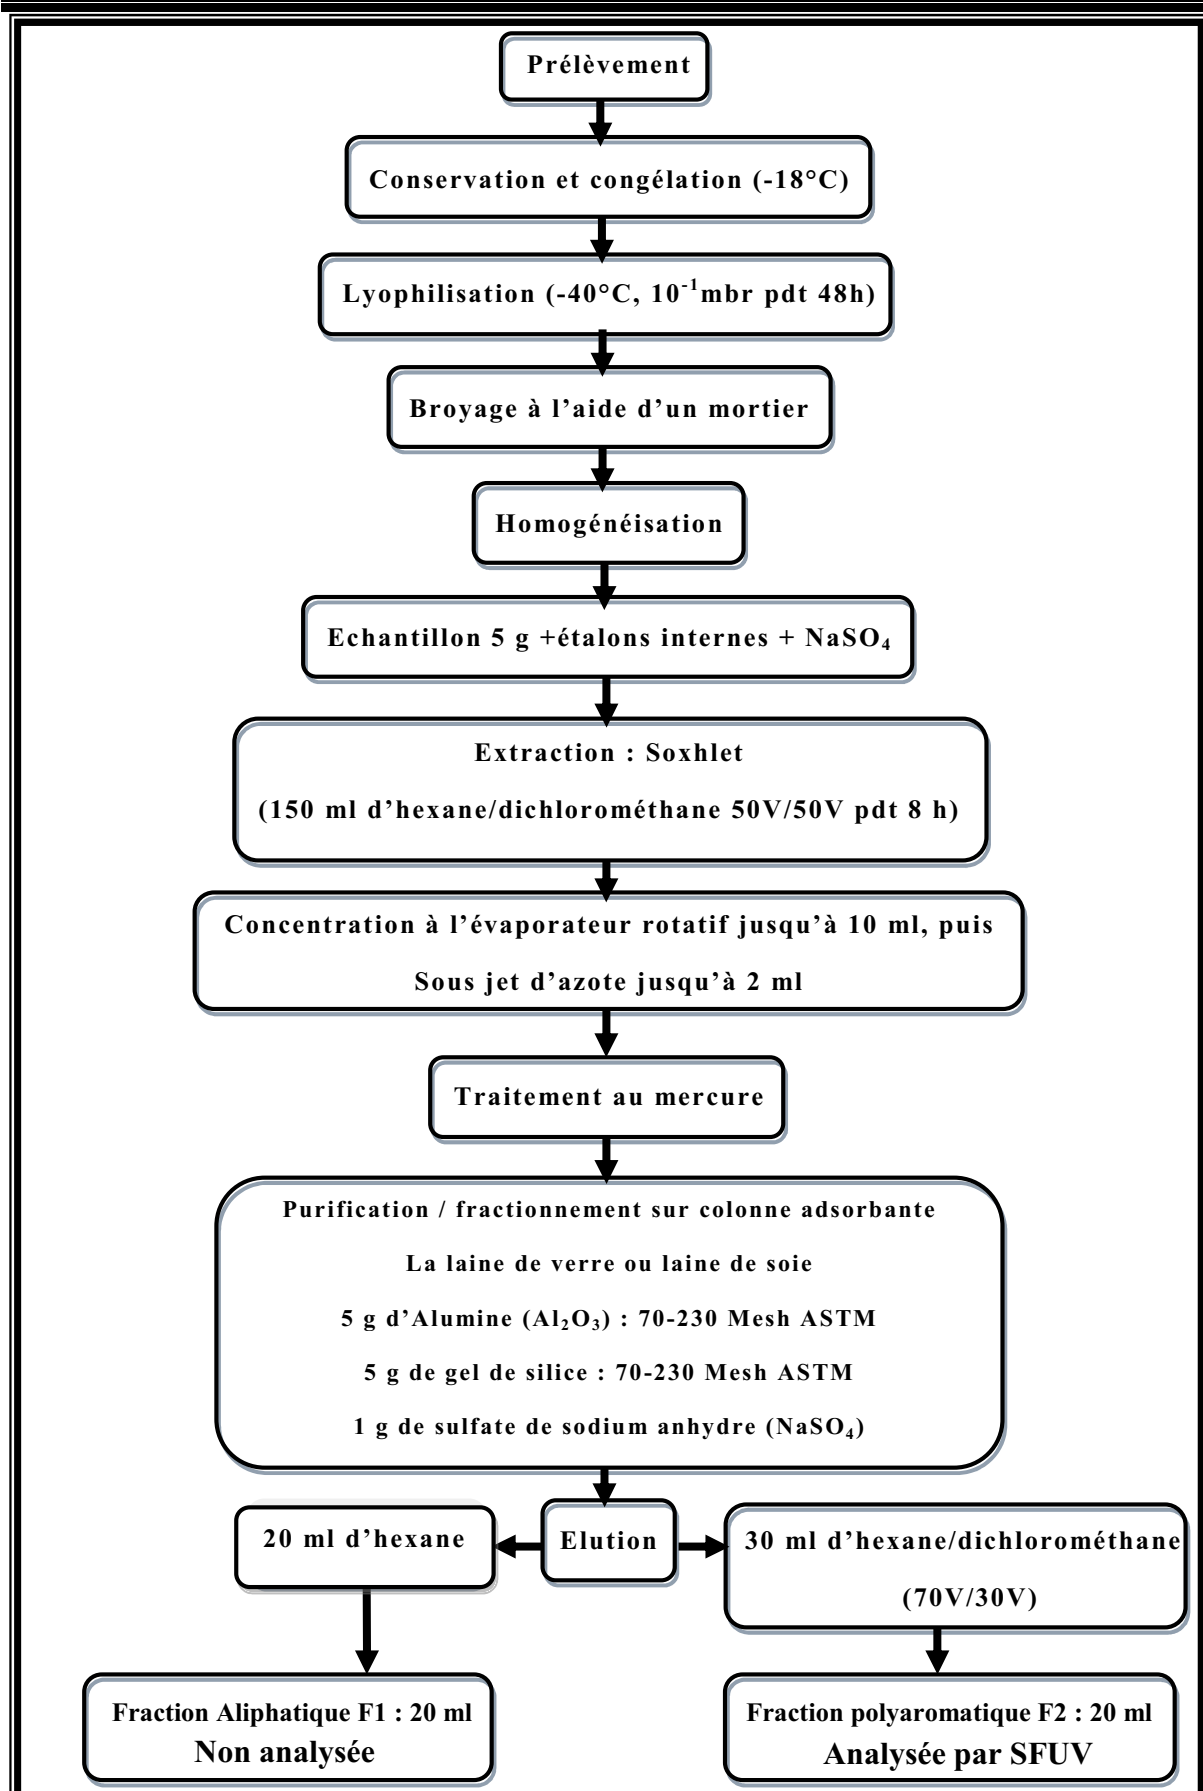 Prélèvement
Conservation et congélation (-18°C)
Lyophilisation (-40°C, 10⁻¹mbr pdt 48h)
Broyage à l’aide d’un mortier
Homogénéisation
Echantillon 5 g +étalons internes + NaSO₄
Extraction : Soxhlet
(150 ml d’hexane/dichlorométhane 50V/50V pdt 8 h)
Concentration à l’évaporateur rotatif jusqu’à 10 ml, puis
Sous jet d’azote jusqu’à 2 ml
Traitement au mercure
Purification / fractionnement sur colonne adsorbante
La laine de verre ou laine de soie
5 g d’Alumine (Al₂O₃) : 70-230 Mesh ASTM
5 g de gel de silice : 70-230 Mesh ASTM
1 g de sulfate de sodium anhydre (NaSO₄)
Elution
20 ml d’hexane
30 ml d’hexane/dichlorométhane
(70V/30V)
Fraction Aliphatique F1 : 20 ml
Non analysée
Fraction polyaromatique F2 : 20 ml
Analysée par SFUV